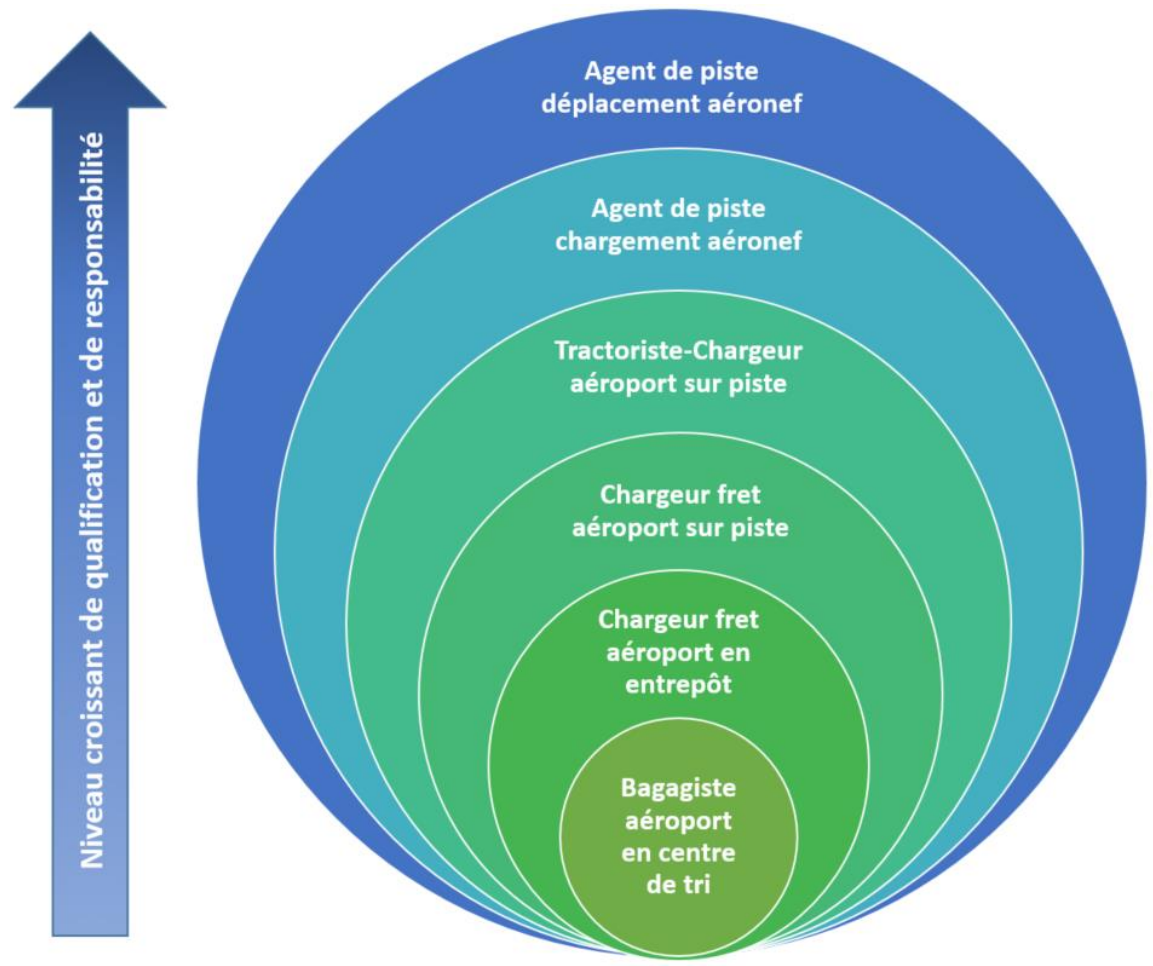 Niveau croissant de qualification et de responsabilité
Agent de piste
déplacement aéronef
Agent de piste
chargement aéronef
Tractoriste-Chargeur
aéroport sur piste
Chargeur fret
aéroport sur piste
Chargeur fret
aéroport en
entrepôt
Bagagiste
aéroport
en centre
de tri